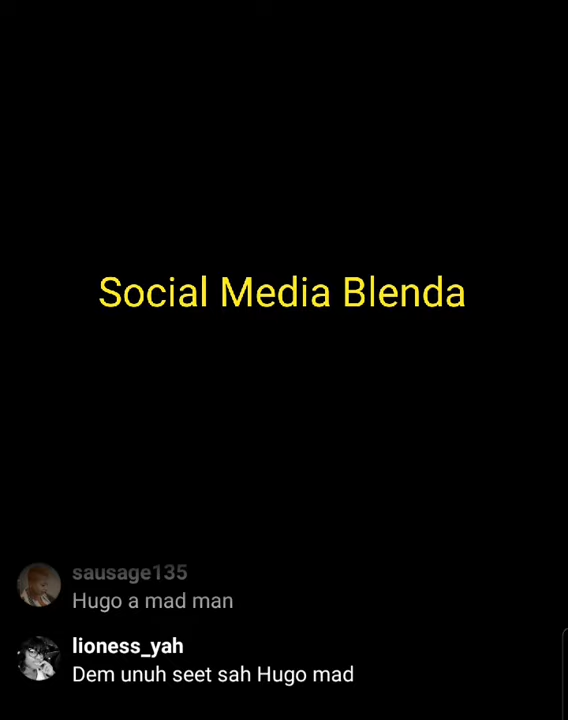 Social Media Blenda
sausage135
Hugo a mad man
lioness_yah
Dem unuh seet sah Hugo mad